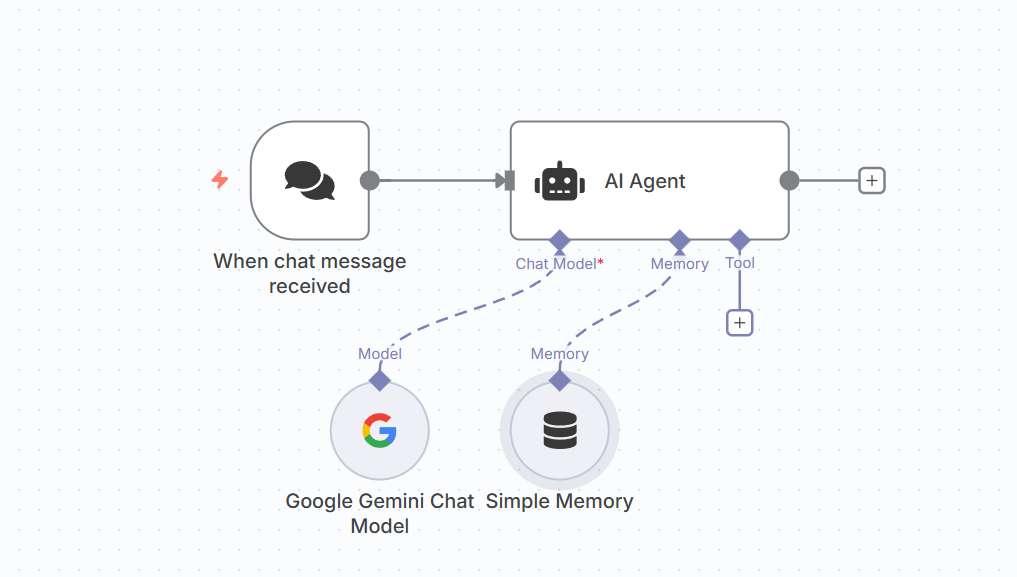 AI Agent
When chat message
received
Chat Model*
Memory
Tool
Model
Memory
Google Gemini Chat
Model
Simple Memory